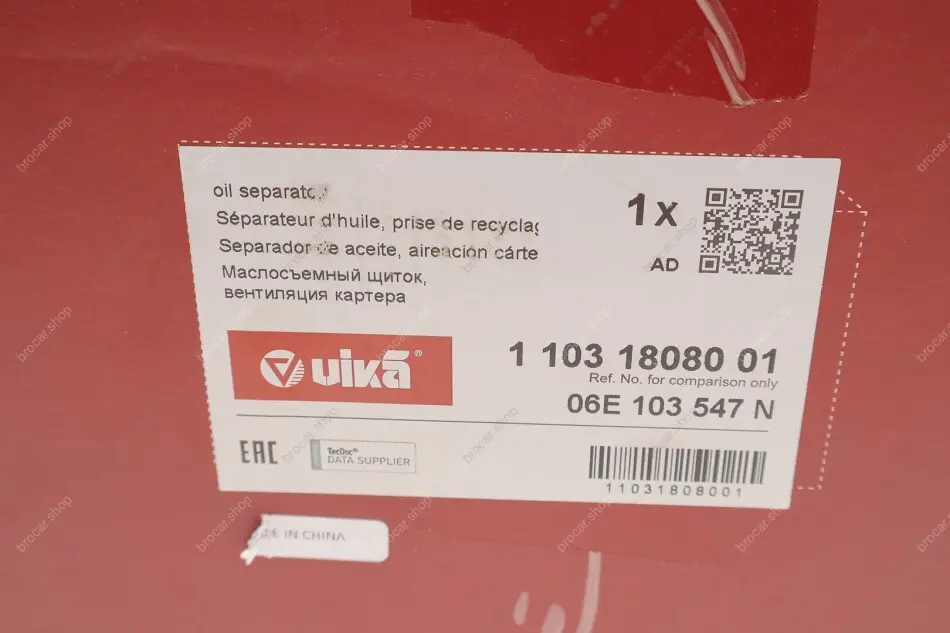 oil separator
Séparateur d'huile, prise de recyclag
Separador de aceite, aireación cárte
Маслосъемный щиток,
вентиляция картера
1x
AD
vika®
1 103 18080 01
Ref. No. for comparison only
06E 103 547 N
EAC
TecDoc®
DATA SUPPLIER
11031808001
IN CHINA
brocar.shop